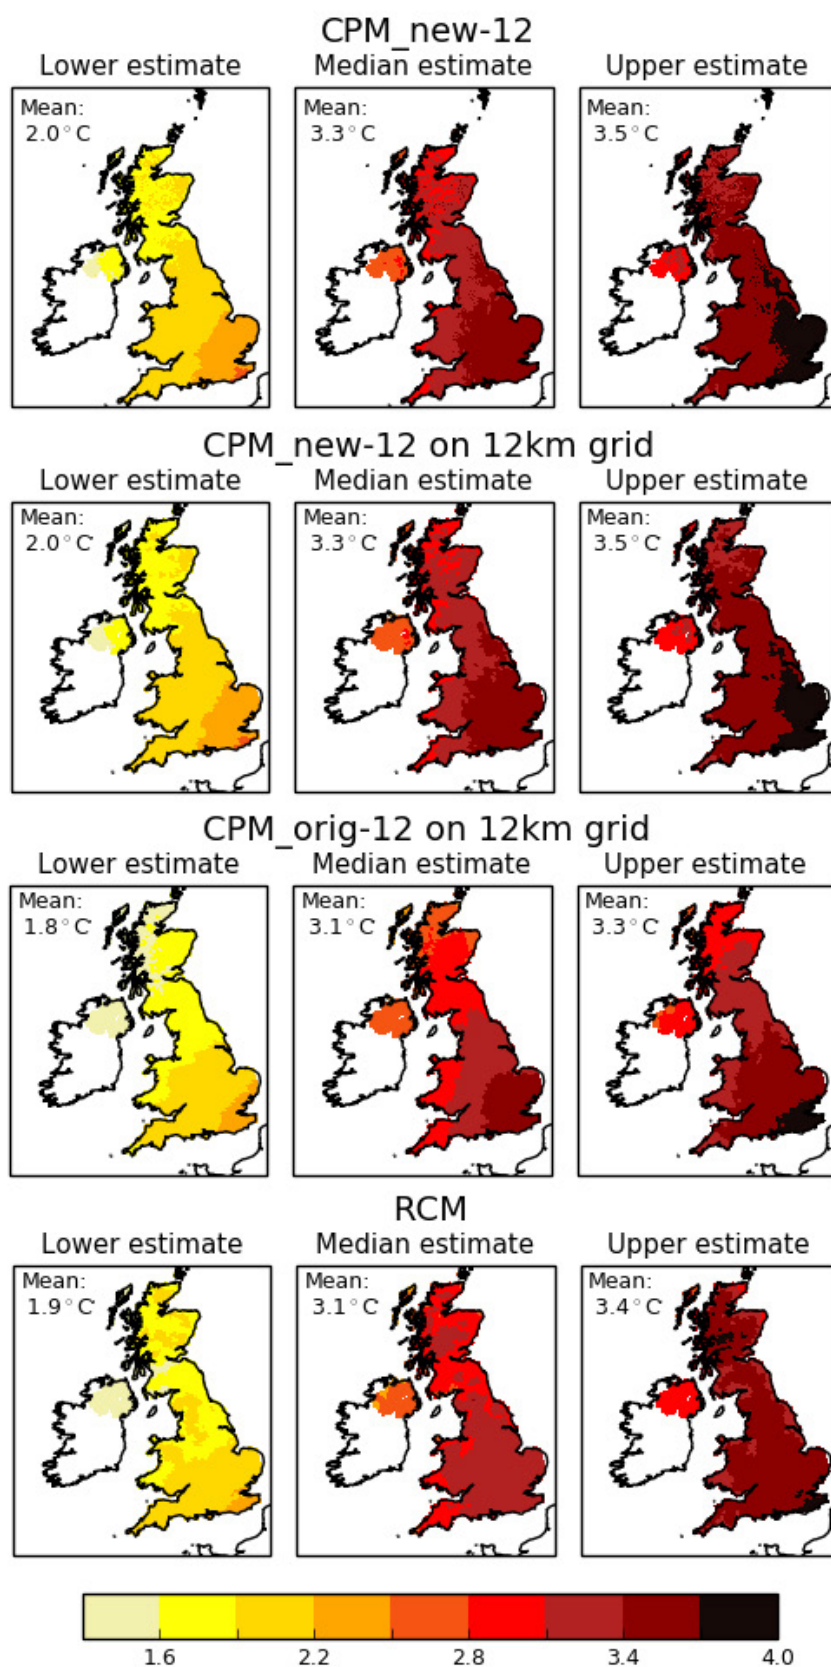 CPM_new-12
Lower estimate Median estimate Upper estimate
Mean: Mean: Mean:
2.0°C 3.3°C 3.5°C
CPM_new-12 on 12km grid
Lower estimate Median estimate Upper estimate
Mean: Mean: Mean:
2.0°C 3.3°C 3.5°C
CPM_orig-12 on 12km grid
Lower estimate Median estimate Upper estimate
Mean: Mean: Mean:
1.8°C 3.1°C 3.3°C
RCM
Lower estimate Median estimate Upper estimate
Mean: Mean: Mean:
1.9°C 3.1°C 3.4°C
1.6 2.2 2.8 3.4 4.0